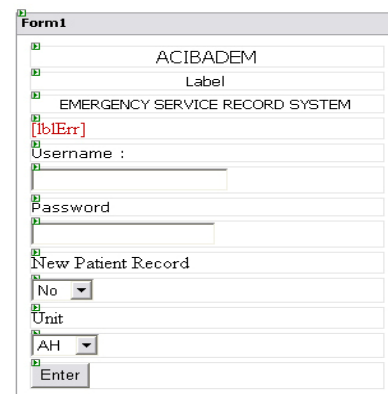 Form1
ACIBADEM
Label
EMERGENCY SERVICE RECORD SYSTEM
[lblErr]
Username :
Password
New Patient Record
No
Unit
AH
Enter